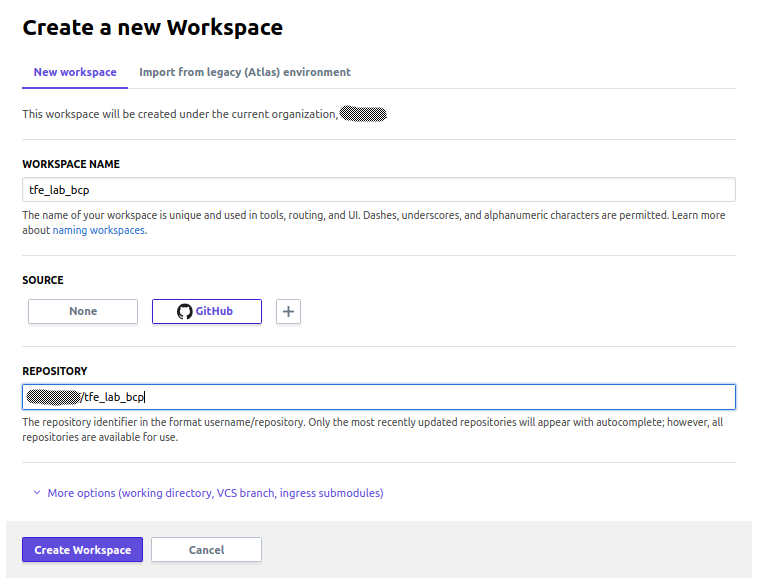 Create a new Workspace
New workspace
Import from legacy (Atlas) environment
This workspace will be created under the current organization,
WORKSPACE NAME
tfe_lab_bcp
The name of your workspace is unique and used in tools, routing, and UI. Dashes, underscores, and alphanumeric characters are permitted. Learn more
about naming workspaces.
SOURCE
None
GitHub
+
REPOSITORY
/tfe_lab_bcp
The repository identifier in the format username/repository. Only the most recently updated repositories will appear with autocomplete; however, all
repositories are available for use.
More options (working directory, VCS branch, ingress submodules)
Create Workspace
Cancel